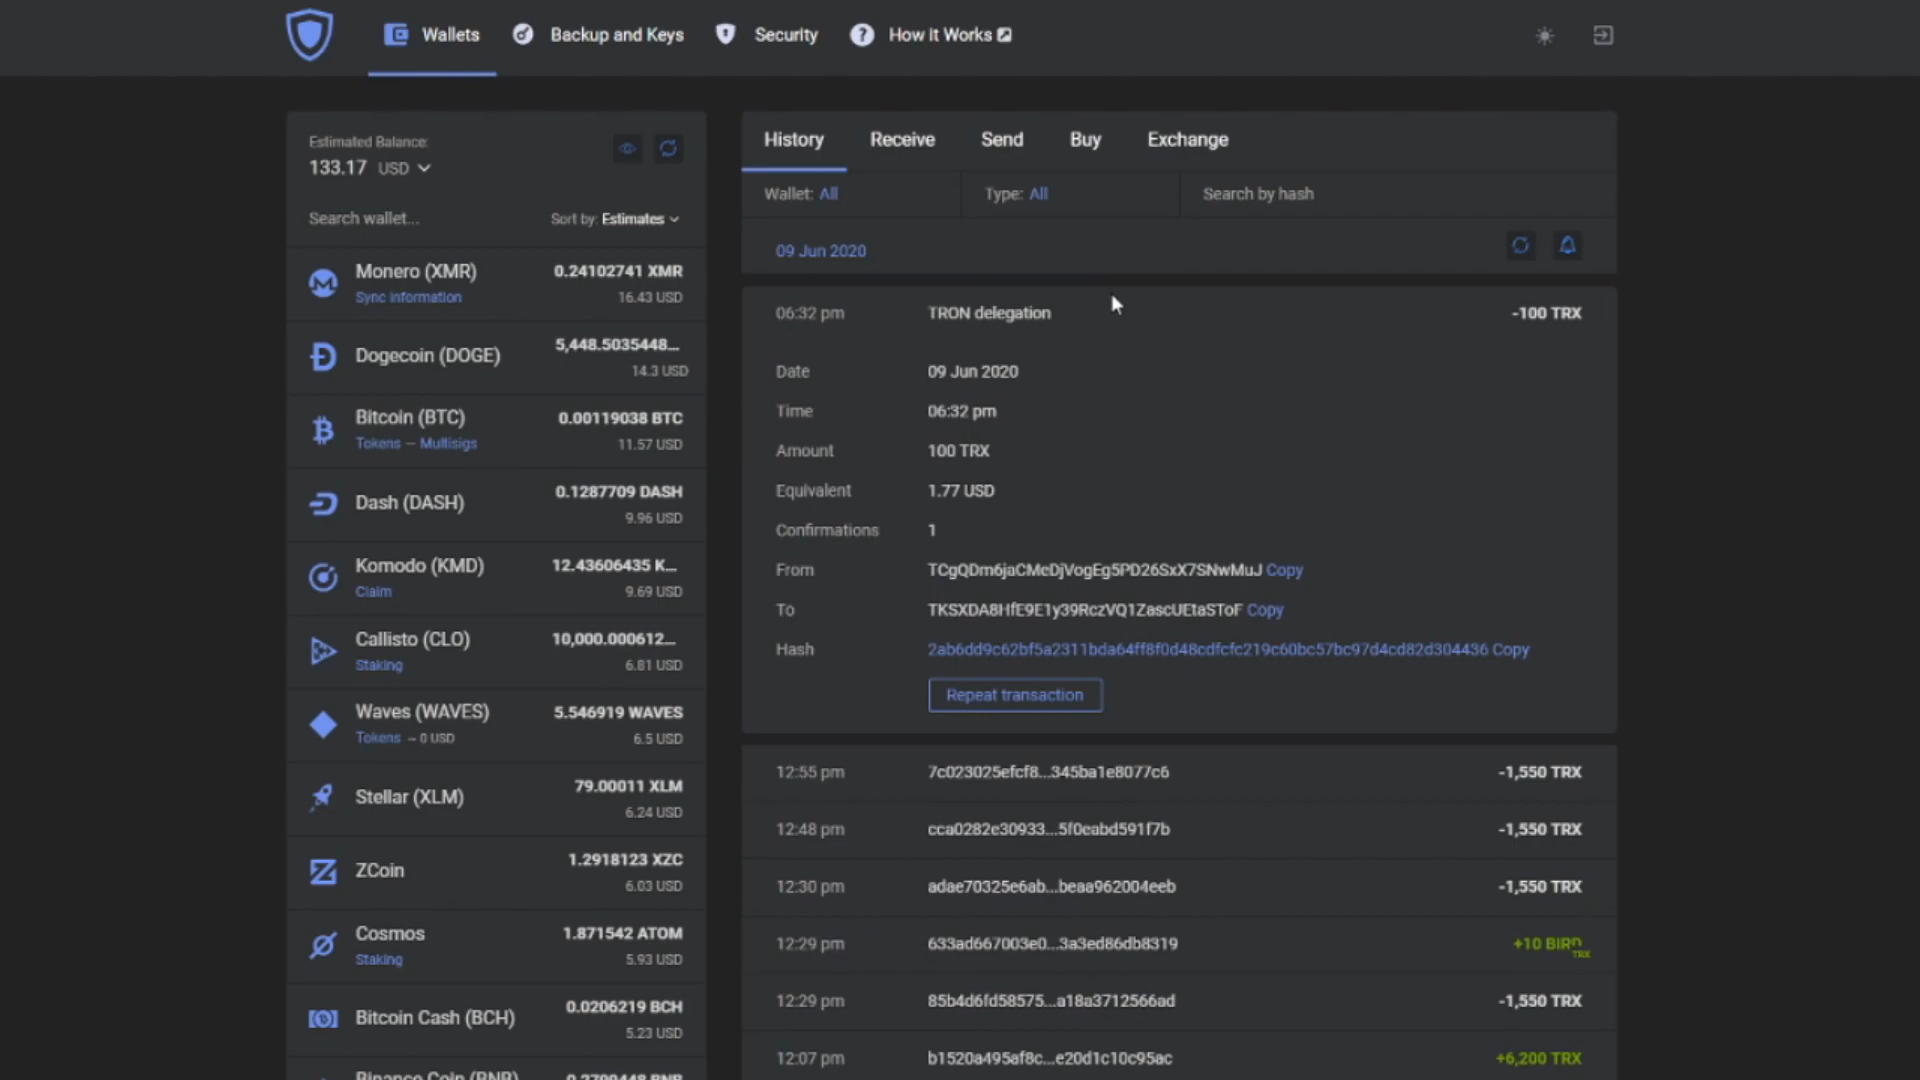 Wallets
Backup and Keys
Security
How it Works
Estimated Balance:
133.17 USD
Search wallet...
Sort by: Estimates
Monero (XMR)
0.24102741 XMR
Sync information
16.43 USD
Dogecoin (DOGE)
5,448.5035448...
14.3 USD
Bitcoin (BTC)
0.00119038 BTC
Tokens — Multisigs
11.57 USD
Dash (DASH)
0.1287709 DASH
9.96 USD
Komodo (KMD)
12.43606435 K...
Claim
9.69 USD
Callisto (CLO)
10,000.000612...
Staking
6.81 USD
Waves (WAVES)
5.546919 WAVES
Tokens ~ 0 USD
6.5 USD
Stellar (XLM)
79.00011 XLM
6.24 USD
ZCoin
1.2918123 XZC
6.03 USD
Cosmos
1.871542 ATOM
Staking
5.93 USD
Bitcoin Cash (BCH)
0.0206219 BCH
5.23 USD
Binance Coin (BNB)
History
Receive
Send
Buy
Exchange
Wallet: All
Type: All
Search by hash
09 Jun 2020
06:32 pm
TRON delegation
-100 TRX
Date
09 Jun 2020
Time
06:32 pm
Amount
100 TRX
Equivalent
1.77 USD
Confirmations
1
From
TCgQDm6jaCMeDjVogEg5PD26SxX7SNwMuJ Copy
To
TKSXDA8HfE9E1y39RczVQ1ZascUEtaSToF Copy
Hash
2ab6dd9c62bf5a2311bda64ff8f0d48cdfcfc219c60bc57bc97d4cd82d304436 Copy
Repeat transaction
12:55 pm
7c023025efcf8...345ba1e8077c6
-1,550 TRX
12:48 pm
cca0282e30933...5f0eabd591f7b
-1,550 TRX
12:30 pm
adae70325e6ab...beaa962004eeb
-1,550 TRX
12:29 pm
633ad667003e0...3a3ed86db8319
+10 BIRD
TRX
12:29 pm
85b4d6fd58575...a18a3712566ad
-1,550 TRX
12:07 pm
b1520a495af8c...e20d1c10c95ac
+6,200 TRX